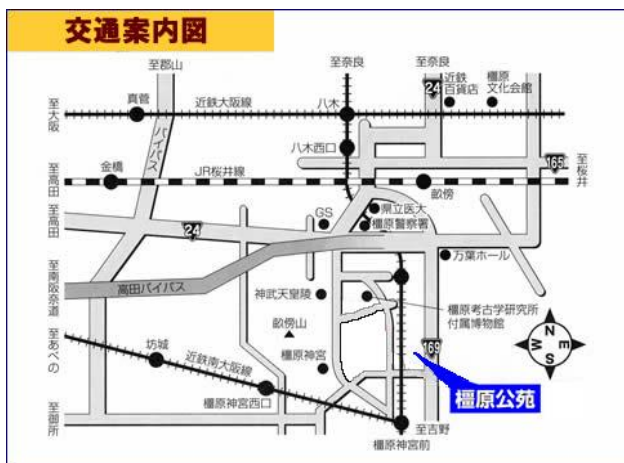 交通案内図
至郡山
至奈良
至奈良
24
近鉄
百貨店
橿原
文化会館
至大阪
真菅
近鉄大阪線
八木
八木西口
バイパス
165
至桜井
至高田
金橋
JR桜井線
畝傍
至高田
24
GS
県立医大
橿原警察署
万葉ホール
至南阪奈道
高田バイパス
神武天皇陵
橿原考古学研究所
付属博物館
畝傍山
至あべの
坊城
近鉄南大阪線
橿原神宮
169
N
E
S
W
橿原公苑
橿原神宮西口
至御所
橿原神宮前
至吉野